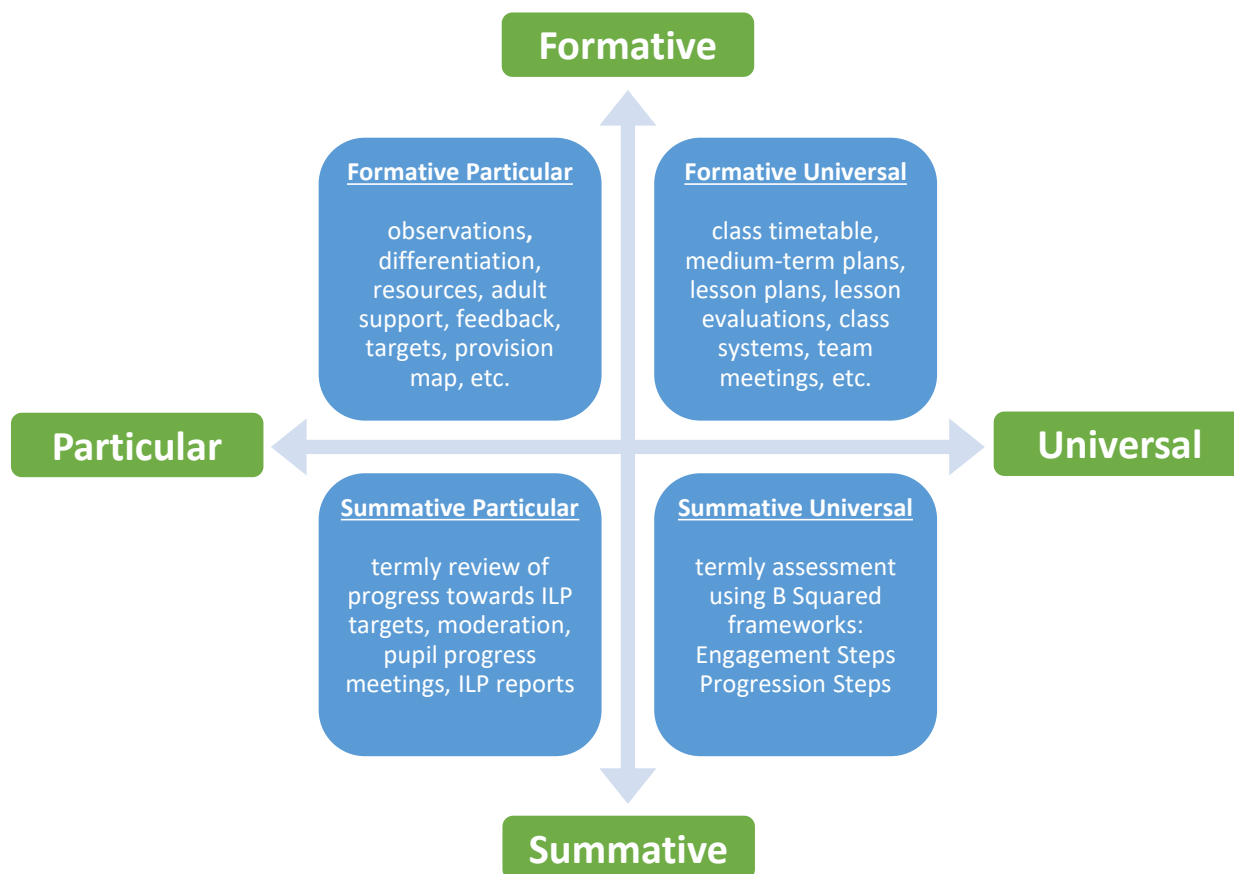 Formative
Formative Particular
observations,
differentiation,
resources, adult
support, feedback,
targets, provision
map, etc.
Formative Universal
class timetable,
medium-term plans,
lesson plans, lesson
evaluations, class
systems, team
meetings, etc.
Particular
Universal
Summative Particular
termly review of
progress towards ILP
targets, moderation,
pupil progress
meetings, ILP reports
Summative Universal
termly assessment
using B Squared
frameworks:
Engagement Steps
Progression Steps
Summative